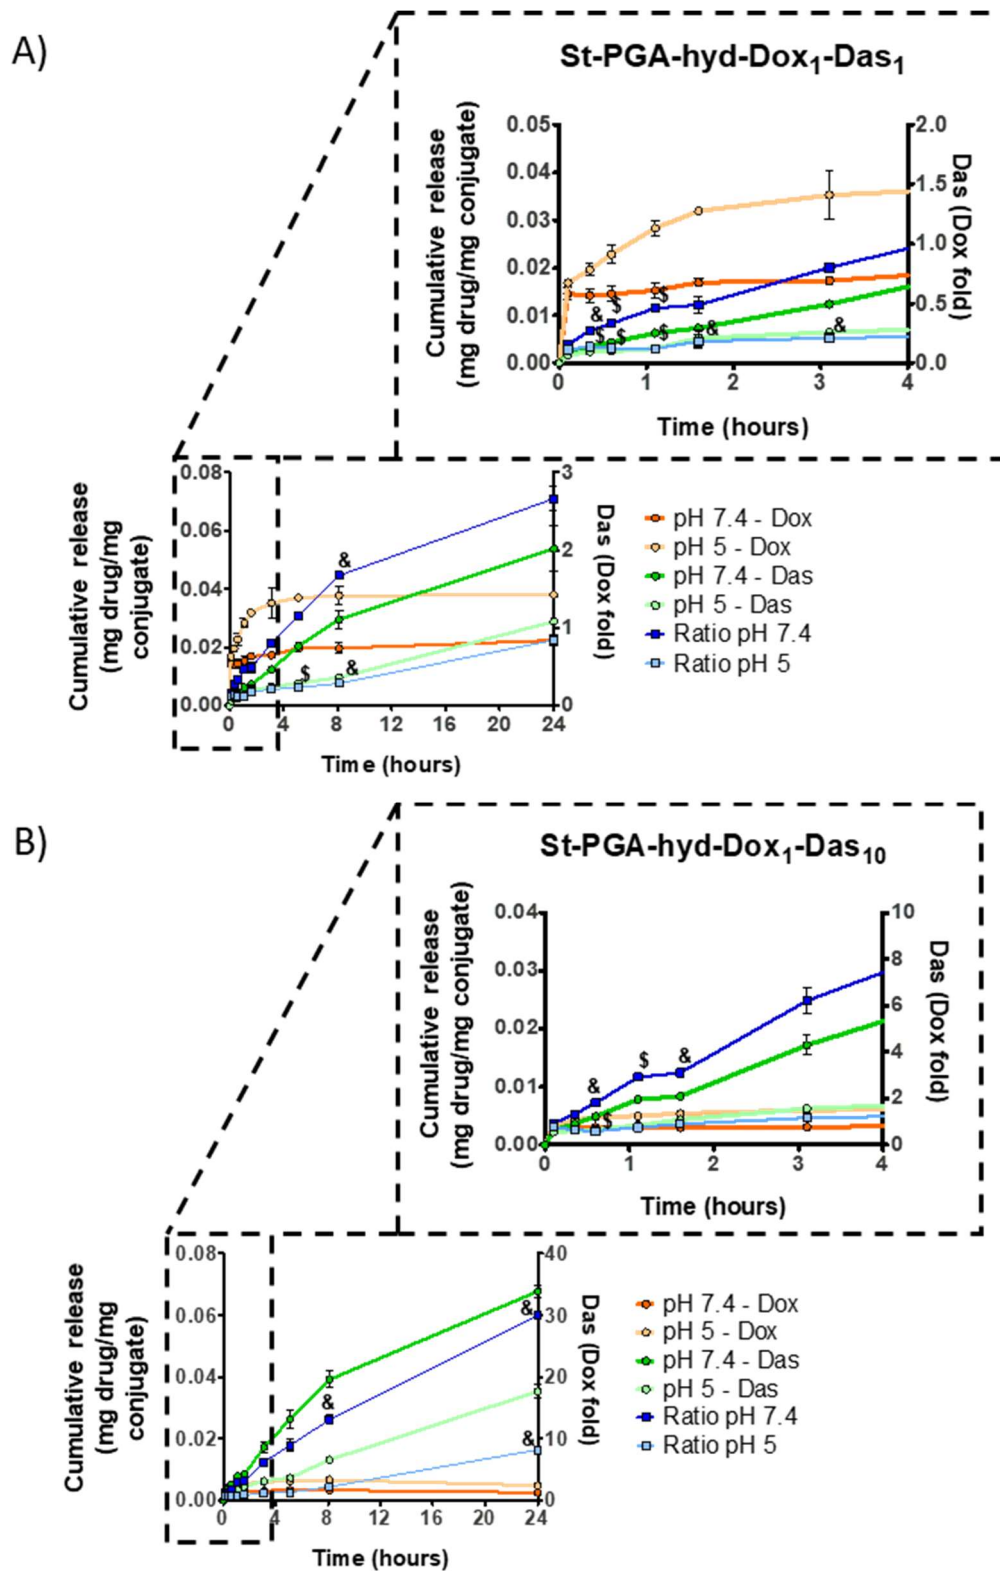 A)
St-PGA-hyd-Dox₁-Das₁
Cumulative release
(mg drug/mg conjugate)
0.05
0.04
0.03
0.02
0.01
0.00
2.0
1.5
1.0
0.5
0.0
Das (Dox fold)
& $ $ $ $ $ & &
0 1 2 3 4
Time (hours)
Cumulative release
(mg drug/mg
conjugate)
0.08
0.06
0.04
0.02
0.00
3
2
1
0
Das (Dox fold)
& $ &
0 4 8 12 16 20 24
Time (hours)
pH 7.4 - Dox
pH 5 - Dox
pH 7.4 - Das
pH 5 - Das
Ratio pH 7.4
Ratio pH 5
B)
St-PGA-hyd-Dox₁-Das₁₀
Cumulative release
(mg drug/mg conjugate)
0.04
0.03
0.02
0.01
0.00
10
8
6
4
2
0
Das (Dox fold)
& $ & $
0 1 2 3 4
Time (hours)
Cumulative release
(mg drug/mg
conjugate)
0.08
0.06
0.04
0.02
0.00
40
30
20
10
0
Das (Dox fold)
& & &
0 4 8 12 16 20 24
Time (hours)
pH 7.4 - Dox
pH 5 - Dox
pH 7.4 - Das
pH 5 - Das
Ratio pH 7.4
Ratio pH 5